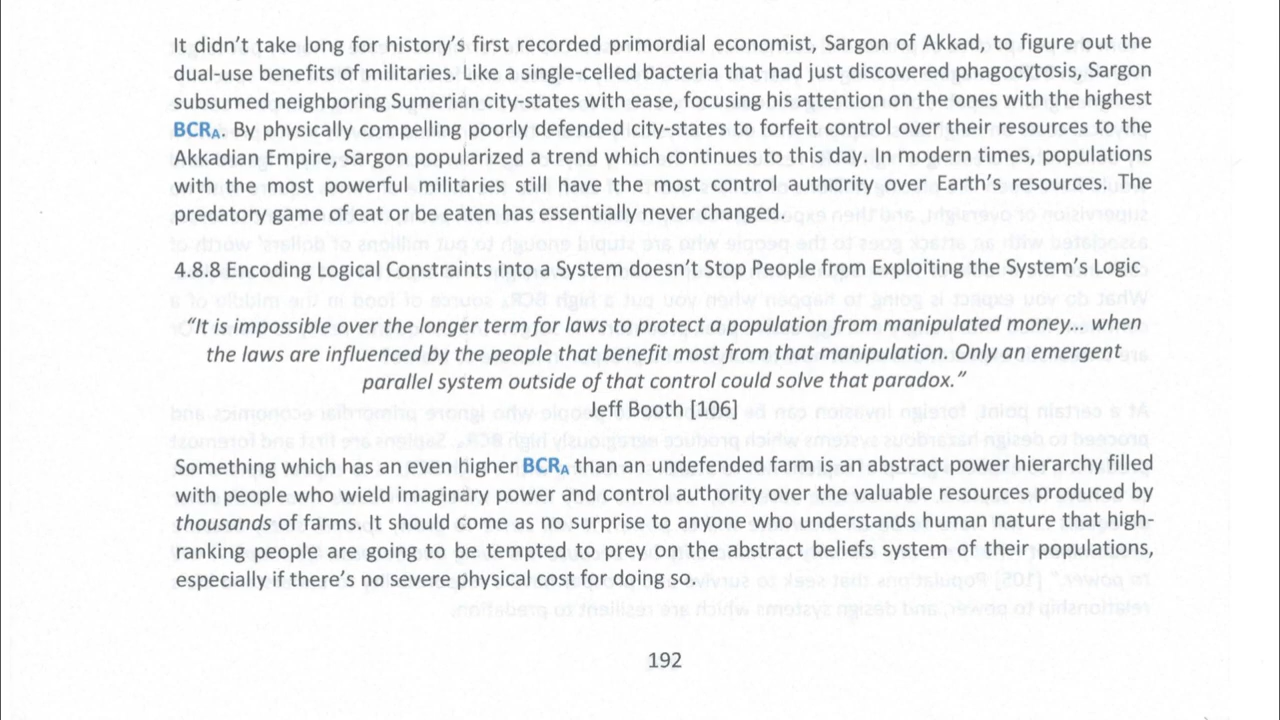 It didn't take long for history's first recorded primordial economist, Sargon of Akkad, to figure out the
dual-use benefits of militaries. Like a single-celled bacteria that had just discovered phagocytosis, Sargon
subsumed neighboring Sumerian city-states with ease, focusing his attention on the ones with the highest
BCRA. By physically compelling poorly defended city-states to forfeit control over their resources to the
Akkadian Empire, Sargon popularized a trend which continues to this day. In modern times, populations
with the most powerful militaries still have the most control authority over Earth's resources. The
predatory game of eat or be eaten has essentially never changed.
4.8.8 Encoding Logical Constraints into a System doesn't Stop People from Exploiting the System's Logic
"It is impossible over the longer term for laws to protect a population from manipulated money... when
the laws are influenced by the people that benefit most from that manipulation. Only an emergent
parallel system outside of that control could solve that paradox."
Jeff Booth [106]
Something which has an even higher BCRA than an undefended farm is an abstract power hierarchy filled
with people who wield imaginary power and control authority over the valuable resources produced by
thousands of farms. It should come as no surprise to anyone who understands human nature that high-
ranking people are going to be tempted to prey on the abstract beliefs system of their populations,
especially if there's no severe physical cost for doing so.
192